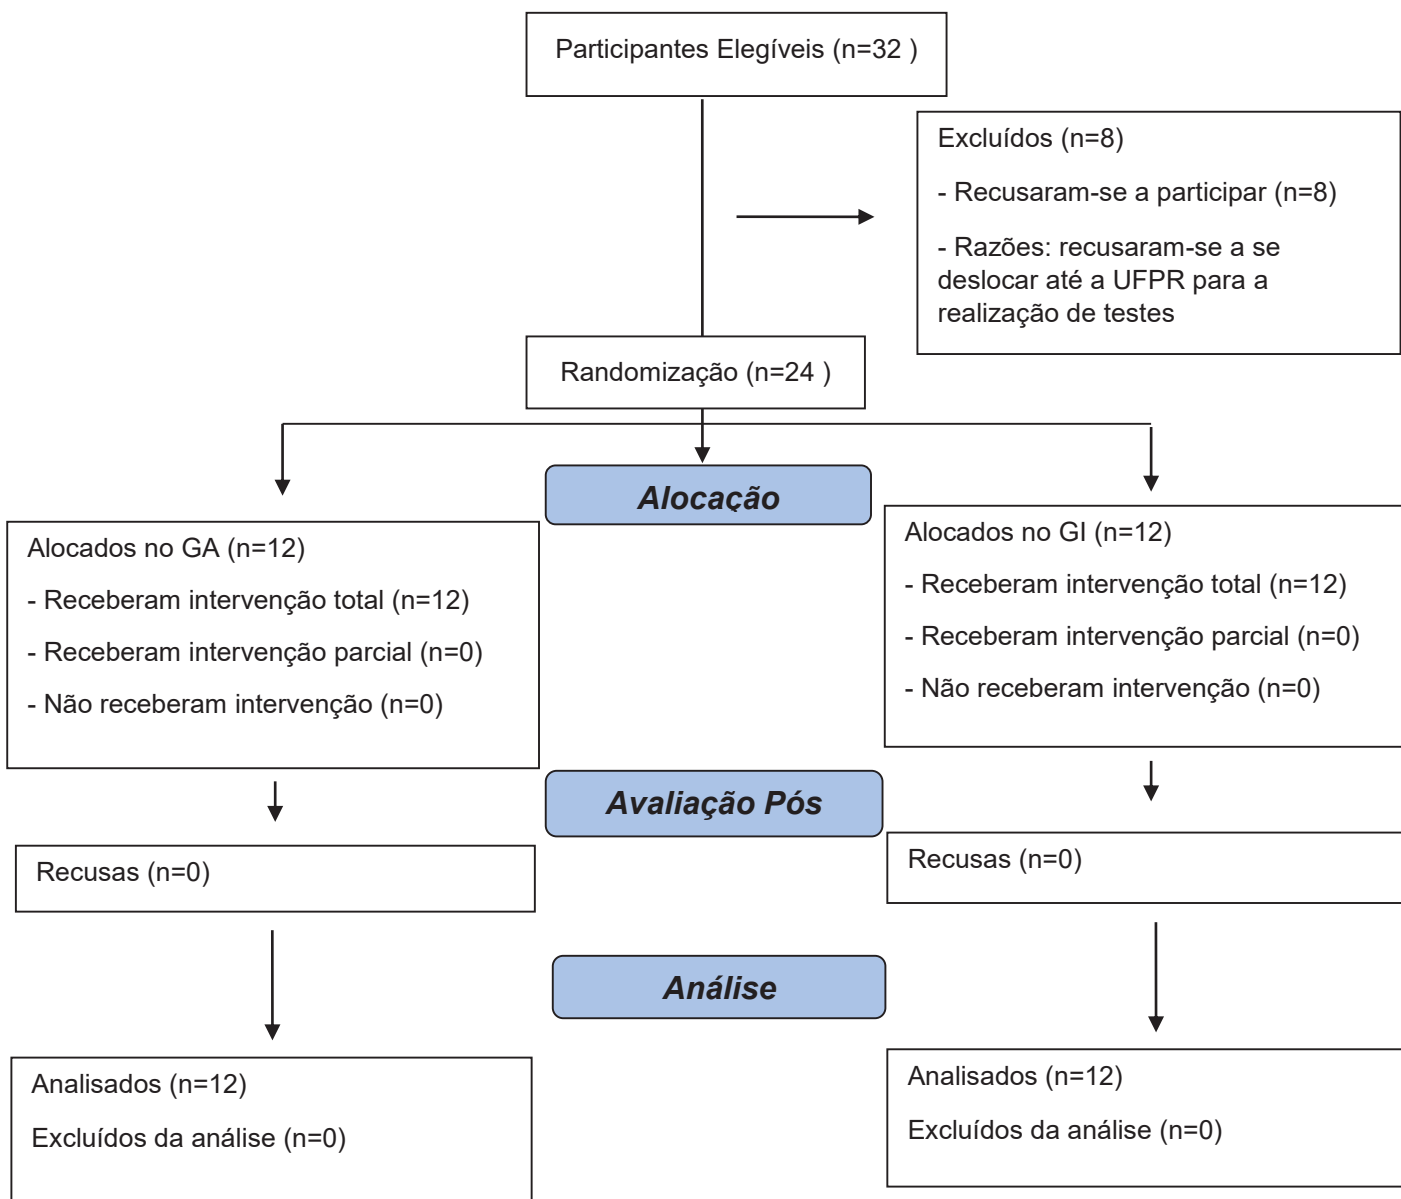 Participantes Elegíveis (n=32 )
Excluídos (n=8)
- Recusaram-se a participar (n=8)
- Razões: recusaram-se a se
deslocar até a UFPR para a
realização de testes
Randomização (n=24 )
Alocação
Alocados no GA (n=12)
- Receberam intervenção total (n=12)
- Receberam intervenção parcial (n=0)
- Não receberam intervenção (n=0)
Alocados no GI (n=12)
- Receberam intervenção total (n=12)
- Receberam intervenção parcial (n=0)
- Não receberam intervenção (n=0)
Avaliação Pós
Recusas (n=0)
Recusas (n=0)
Análise
Analisados (n=12)
Excluídos da análise (n=0)
Analisados (n=12)
Excluídos da análise (n=0)